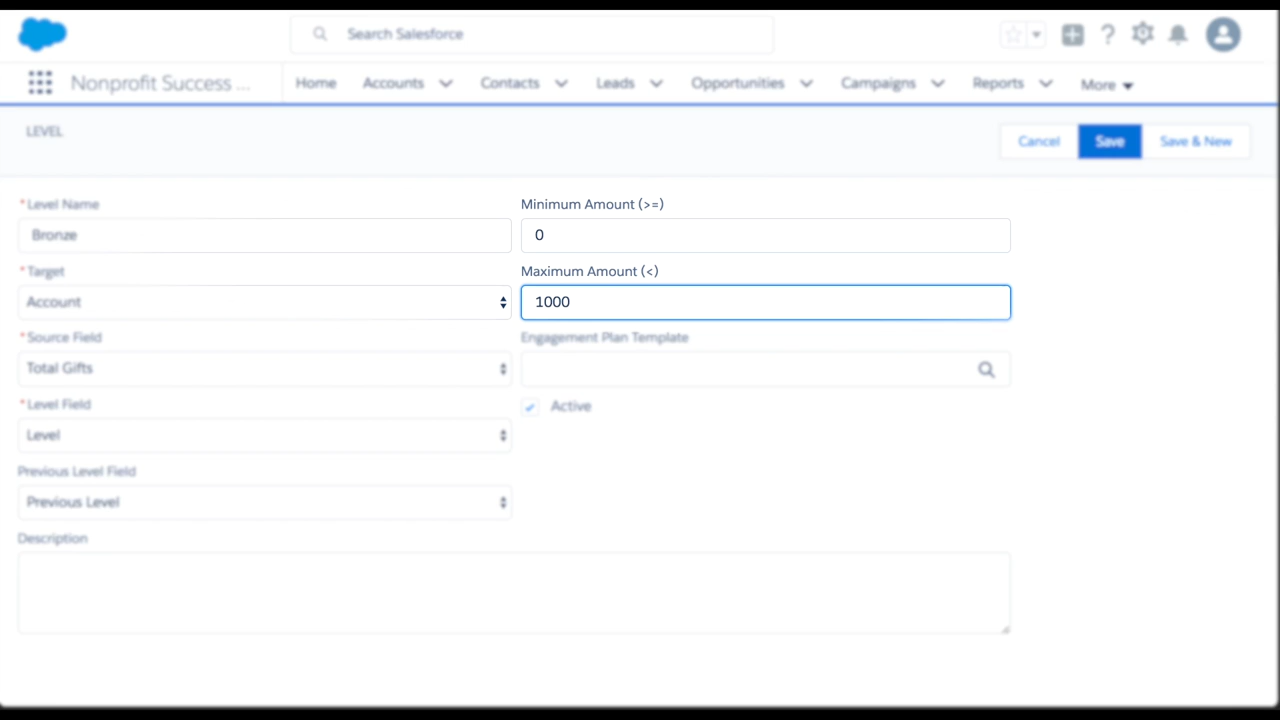 Search Salesforce
Nonprofit Success ... Home Accounts Contacts Leads Opportunities Campaigns Reports More
LEVEL
Cancel Save Save & New
* Level Name
Bronze
Minimum Amount (>=)
0
* Target
Account
Maximum Amount (<)
1000
* Source Field
Total Gifts
Engagement Plan Template
* Level Field
Level
Active
Previous Level Field
Previous Level
Description